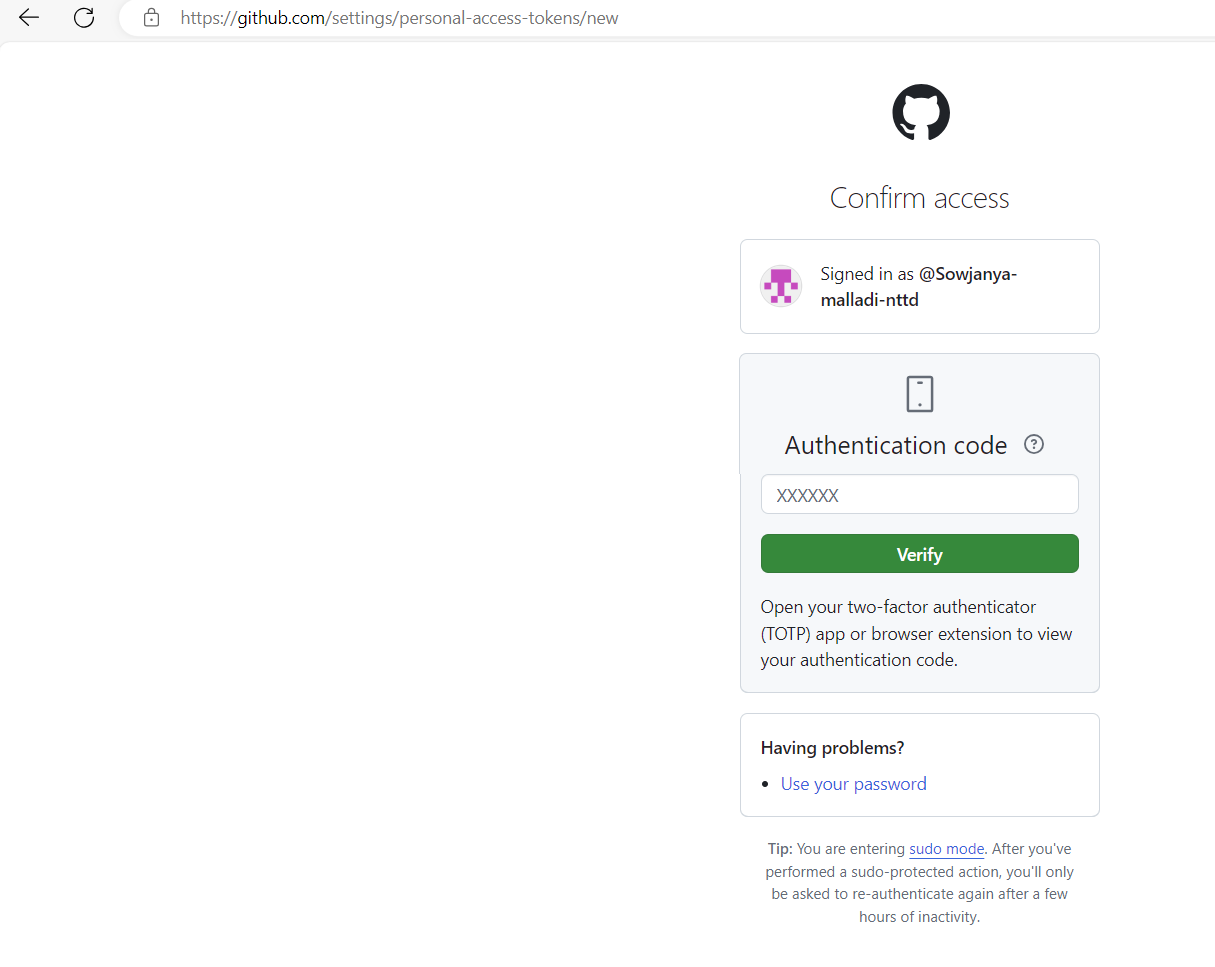 https://github.com/settings/personal-access-tokens/new
Confirm access
Signed in as @Sowjanya-
malladi-nttd
Authentication code
XXXXXX
Verify
Open your two-factor authenticator
(TOTP) app or browser extension to view
your authentication code.
Having problems?
• Use your password
Tip: You are entering sudo mode. After you've
performed a sudo-protected action, you'll only
be asked to re-authenticate again after a few
hours of inactivity.